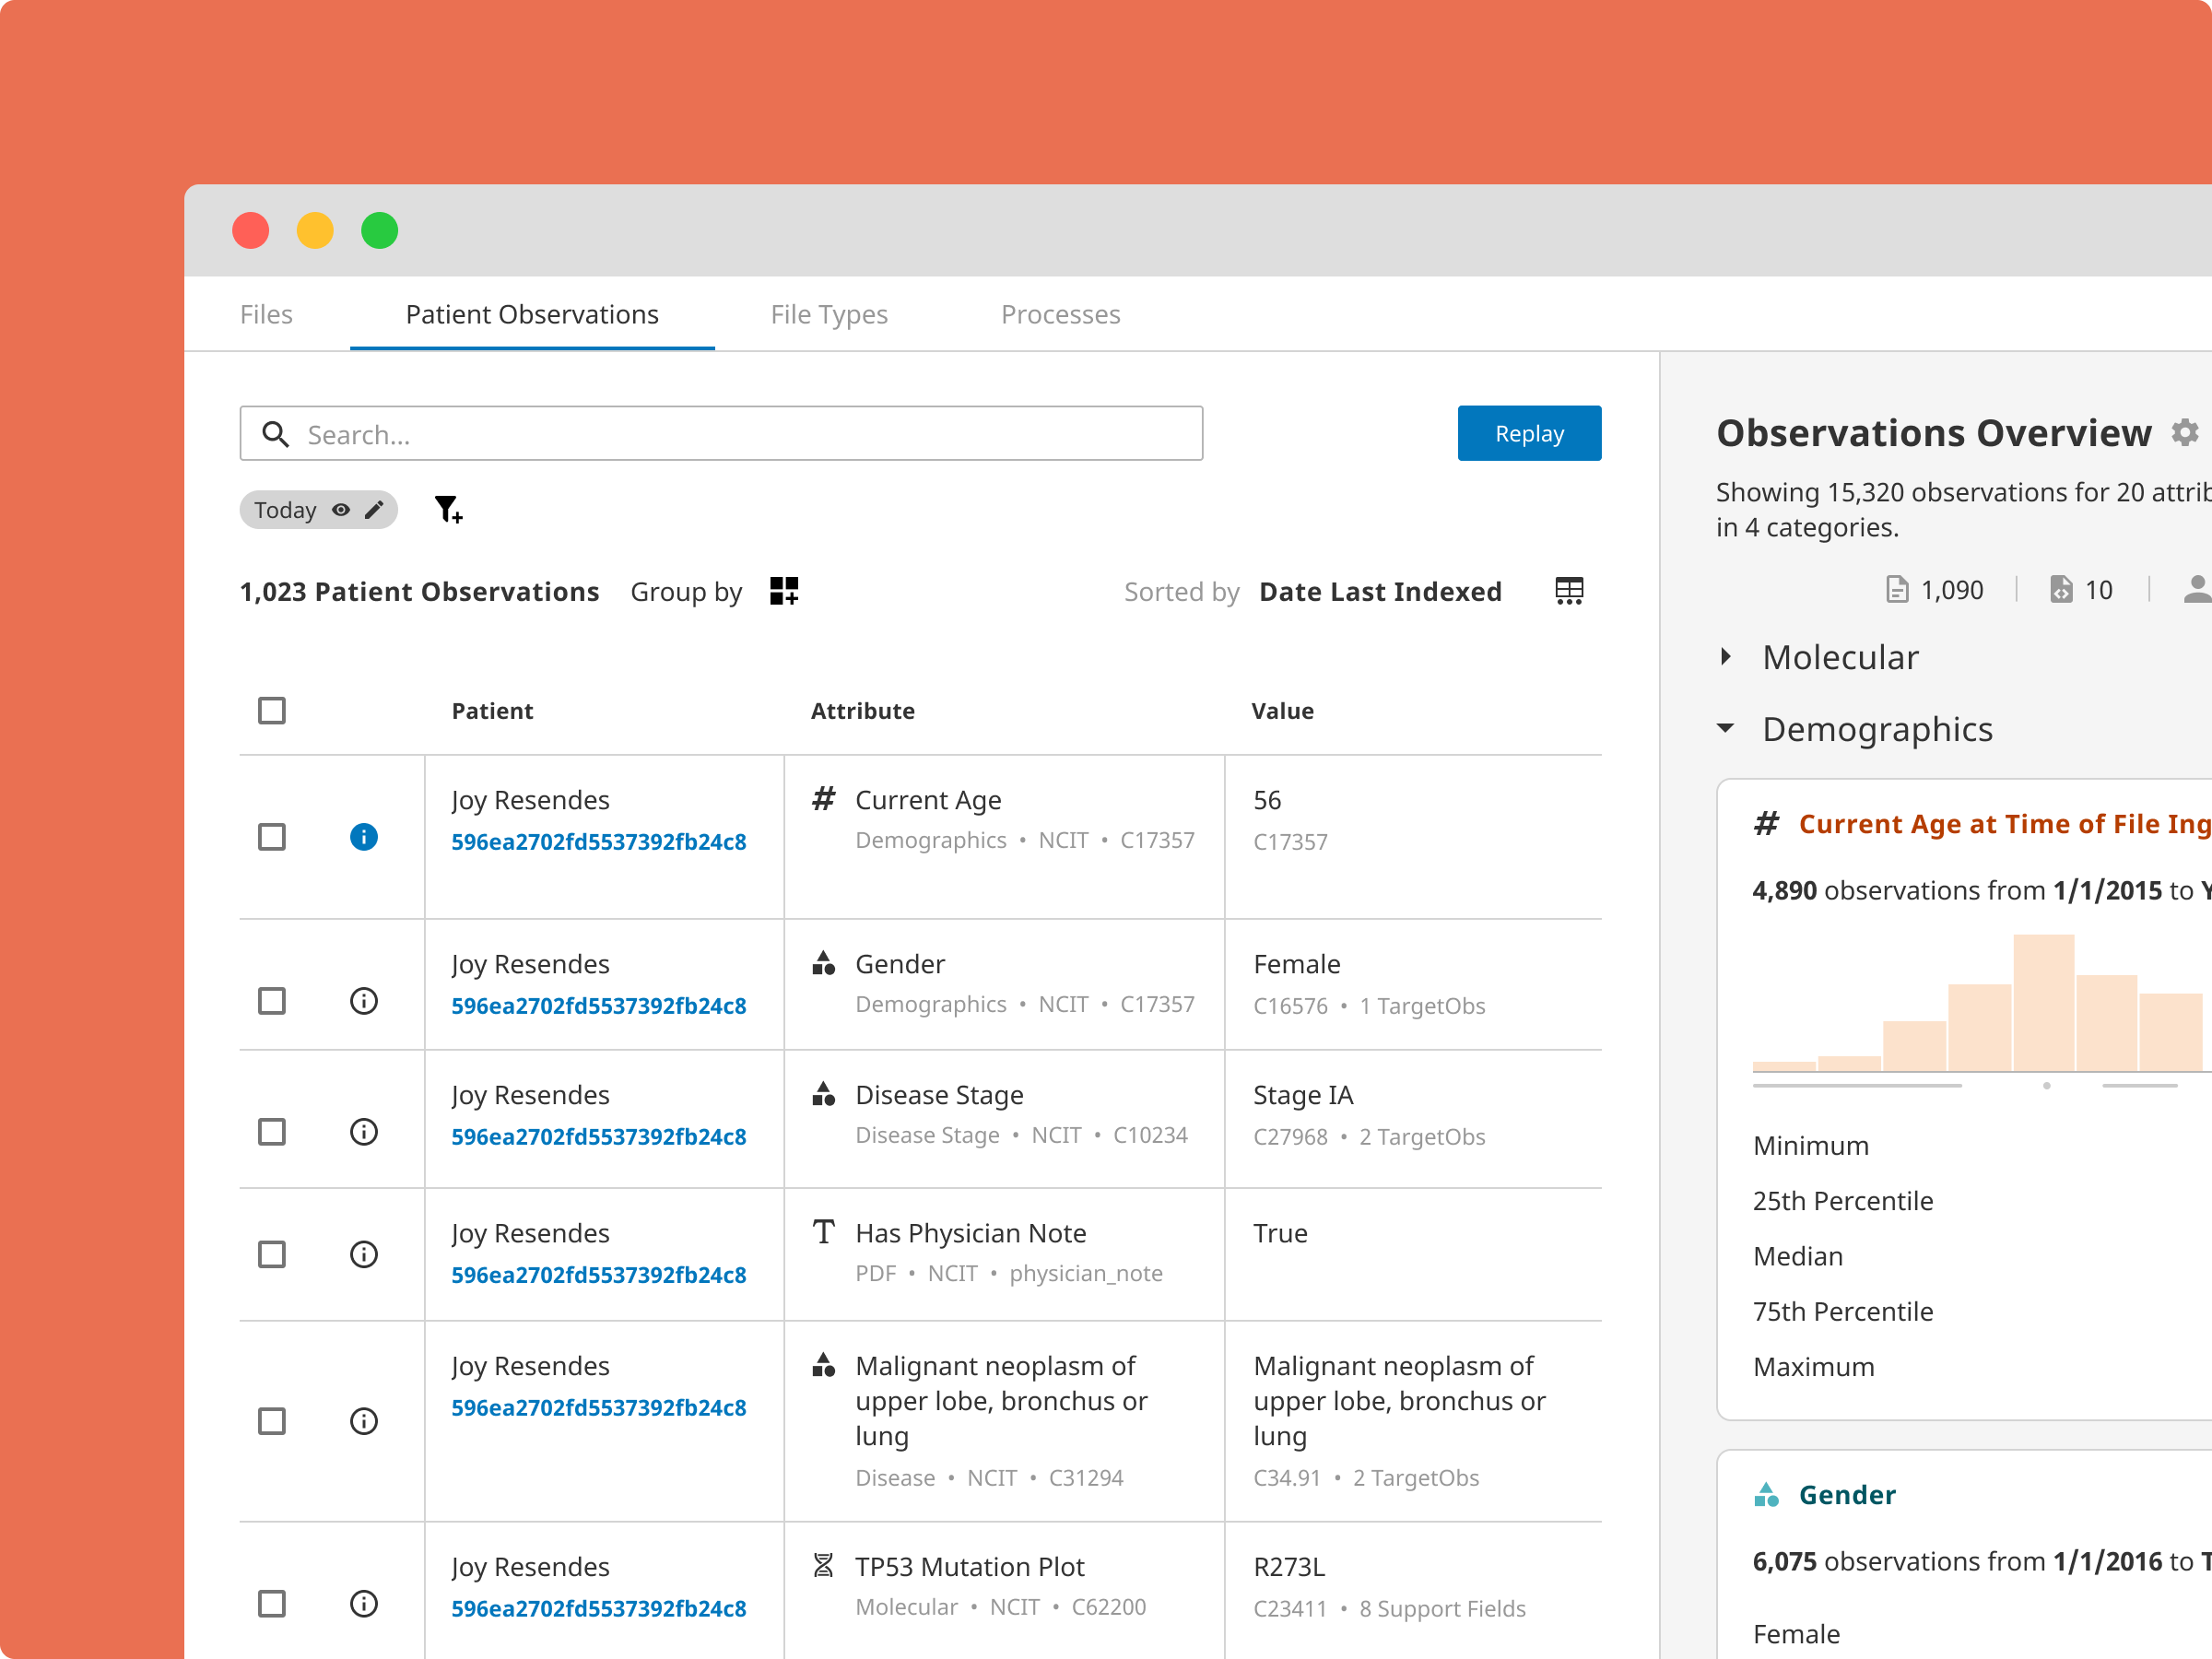 Files
Patient Observations
File Types
Processes
Search...
Replay
Today
1,023 Patient Observations
Group by
Sorted by Date Last Indexed
Patient
Attribute
Value
Joy Resendes
596ea2702fd5537392fb24c8
# Current Age
Demographics • NCIT • C17357
56
C17357
Joy Resendes
596ea2702fd5537392fb24c8
Gender
Demographics • NCIT • C17357
Female
C16576 • 1 TargetObs
Joy Resendes
596ea2702fd5537392fb24c8
Disease Stage
Disease Stage • NCIT • C10234
Stage IA
C27968 • 2 TargetObs
Joy Resendes
596ea2702fd5537392fb24c8
T Has Physician Note
PDF • NCIT • physician_note
True
Joy Resendes
596ea2702fd5537392fb24c8
Malignant neoplasm of
upper lobe, bronchus or
lung
Disease • NCIT • C31294
Malignant neoplasm of
upper lobe, bronchus or
lung
C34.91 • 2 TargetObs
Joy Resendes
596ea2702fd5537392fb24c8
TP53 Mutation Plot
Molecular • NCIT • C62200
R273L
C23411 • 8 Support Fields
Observations Overview
Showing 15,320 observations for 20 attrib
in 4 categories.
1,090
10
Molecular
Demographics
# Current Age at Time of File Ing
4,890 observations from 1/1/2015 to
Minimum
25th Percentile
Median
75th Percentile
Maximum
Gender
6,075 observations from 1/1/2016 to
Female